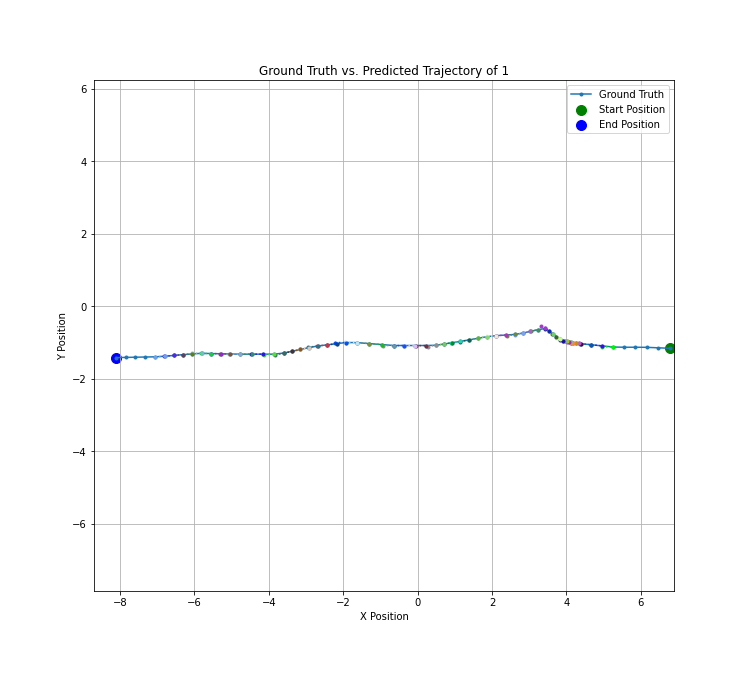 Ground Truth vs. Predicted Trajectory of 1
Ground Truth
Start Position
End Position
6
4
2
0
−2
−4
−6
Y Position
−8 −6 −4 −2 0 2 4 6
X Position